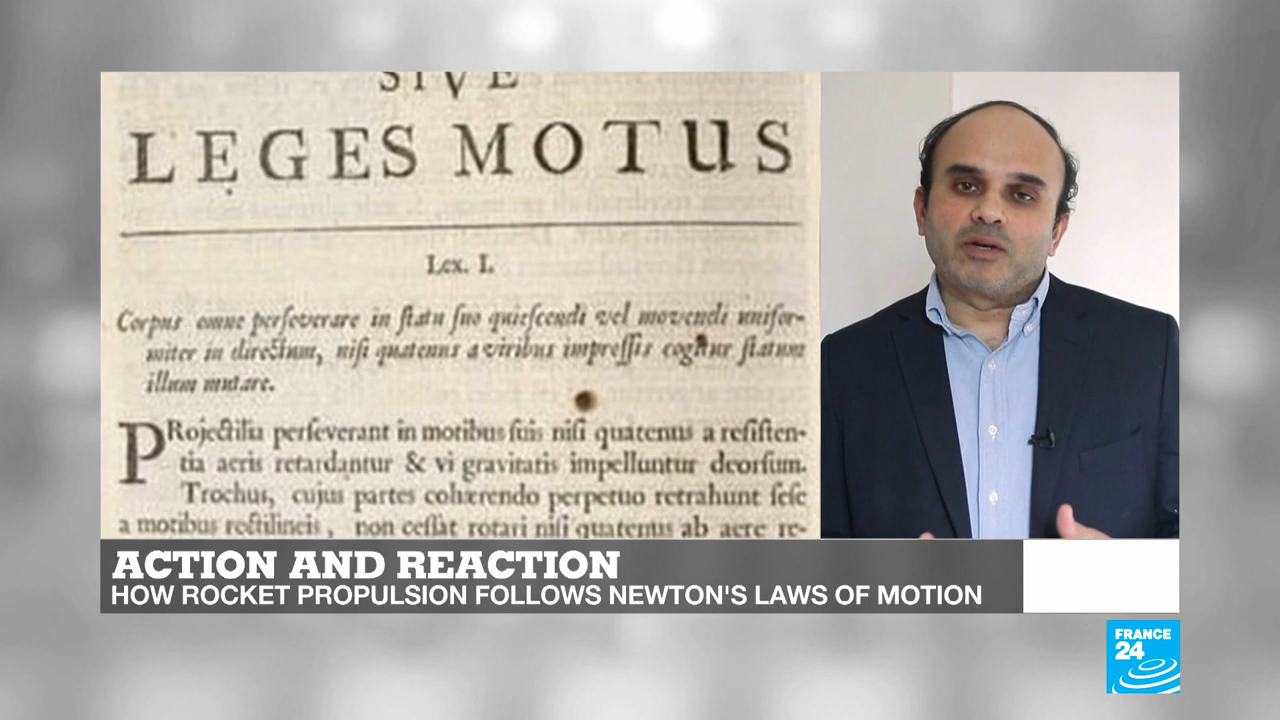 SIVE
LEGES MOTUS
Lex. I.
Corpus omne perſeverare in ſtatu ſuo quieſcendi vel movendi unifor-
miter in directum, niſi quatenus a viribus impreſſis cogitur ſtatum
illum mutare.
PRojectilia perſeverant in motibus ſuis niſi quatenus a reſiſten-
tia aeris retardantur & vi gravitatis impelluntur deorſum.
Trochus, cujus partes cohærendo perpetuo retrahunt ſeſe
a motibus rectilineis, non ceſſat rotari niſi quatenus ab aere re-
ACTION AND REACTION
HOW ROCKET PROPULSION FOLLOWS NEWTON'S LAWS OF MOTION
FRANCE
24